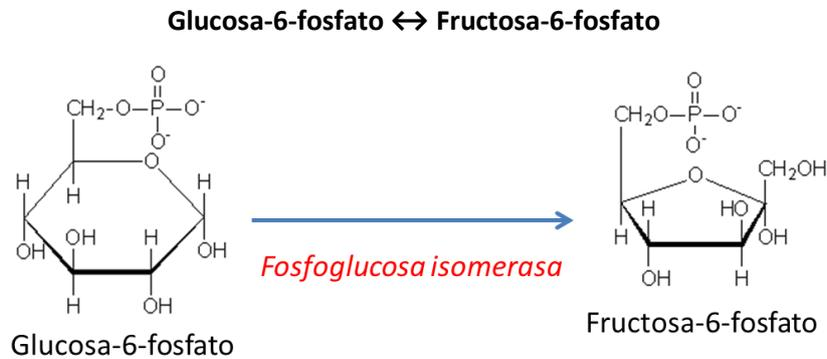 Glucosa-6-fosfato ↔ Fructosa-6-fosfato
O
CH₂-O–P–O⁻
O⁻
O
H
H
H
OH
OH
H
OH
H
OH
Glucosa-6-fosfato
Fosfoglucosa isomerasa
O
CH₂O–P–O⁻
O⁻
O
CH₂OH
H
HO
H
OH
OH
H
Fructosa-6-fosfato